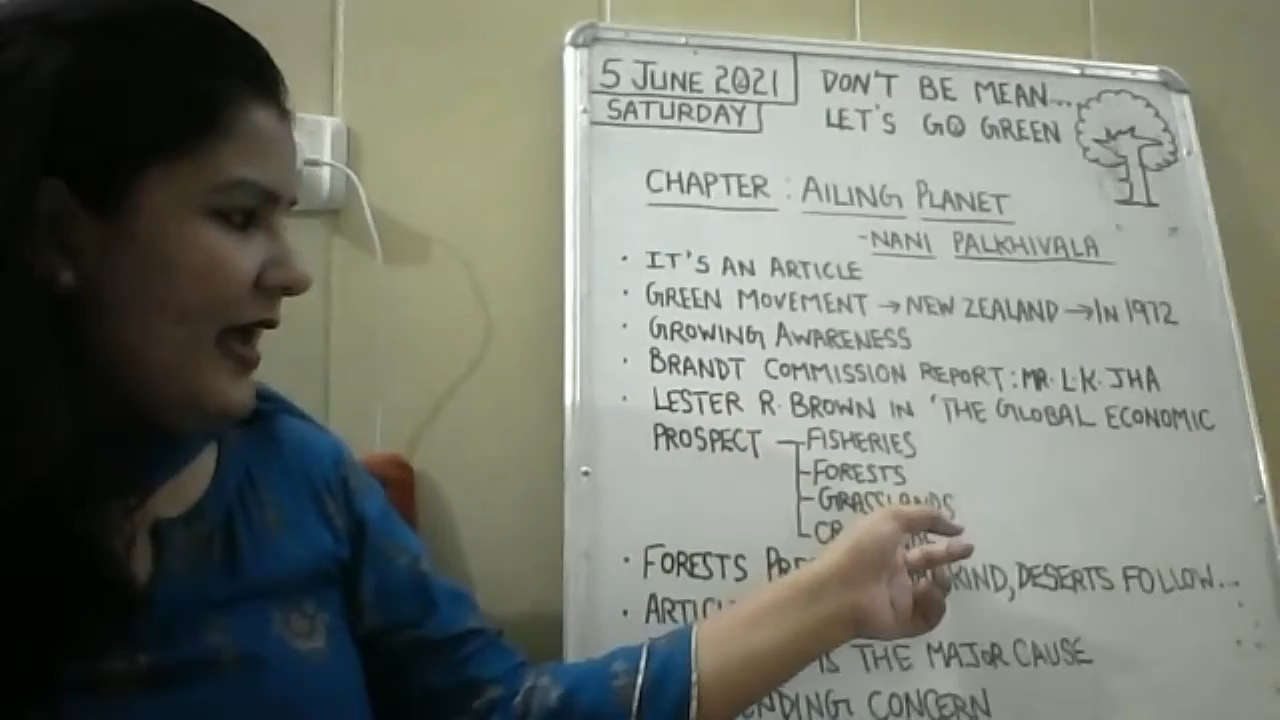 5 JUNE 2021
SATURDAY
DON'T BE MEAN...
LET'S GO GREEN
CHAPTER : AILING PLANET
-NANI PALKHIVALA
· IT'S AN ARTICLE
· GREEN MOVEMENT → NEW ZEALAND → IN 1972
· GROWING AWARENESS
· BRANDT COMMISSION REPORT : MR. L.K. JHA
· LESTER R. BROWN IN 'THE GLOBAL ECONOMIC
PROSPECT
FISHERIES
FORESTS
GRASSLANDS
· FORESTS DESERTS FOLLOW...
IS THE MAJOR CAUSE
CONCERN